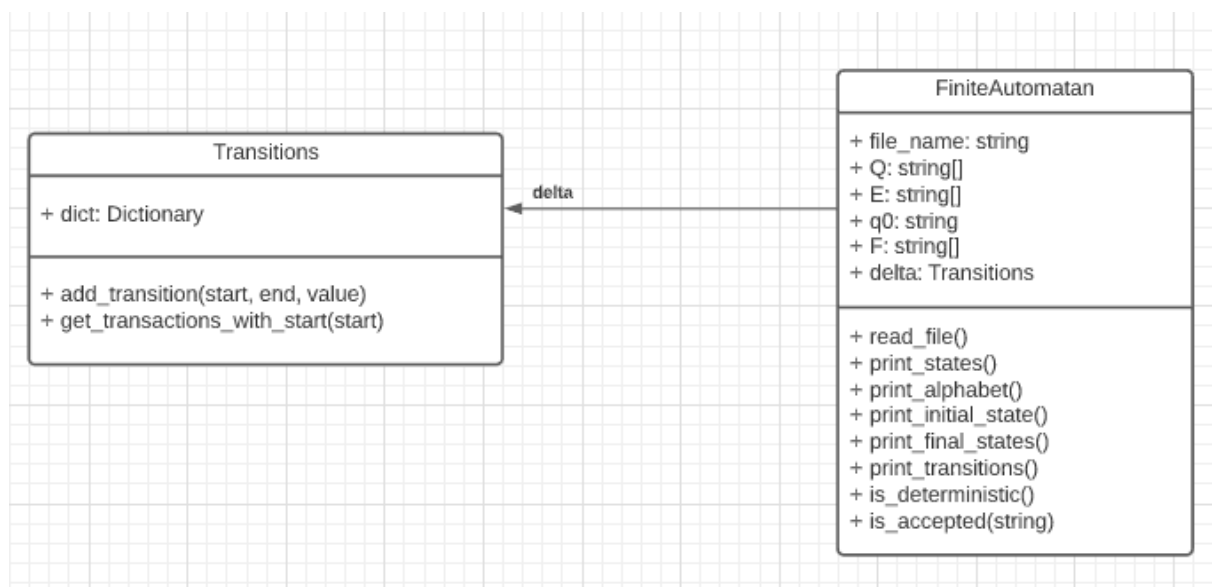 Transitions
+ dict: Dictionary
+ add_transition(start, end, value)
+ get_transactions_with_start(start)
delta
FiniteAutomatan
+ file_name: string
+ Q: string[]
+ E: string[]
+ q0: string
+ F: string[]
+ delta: Transitions
+ read_file()
+ print_states()
+ print_alphabet()
+ print_initial_state()
+ print_final_states()
+ print_transitions()
+ is_deterministic()
+ is_accepted(string)